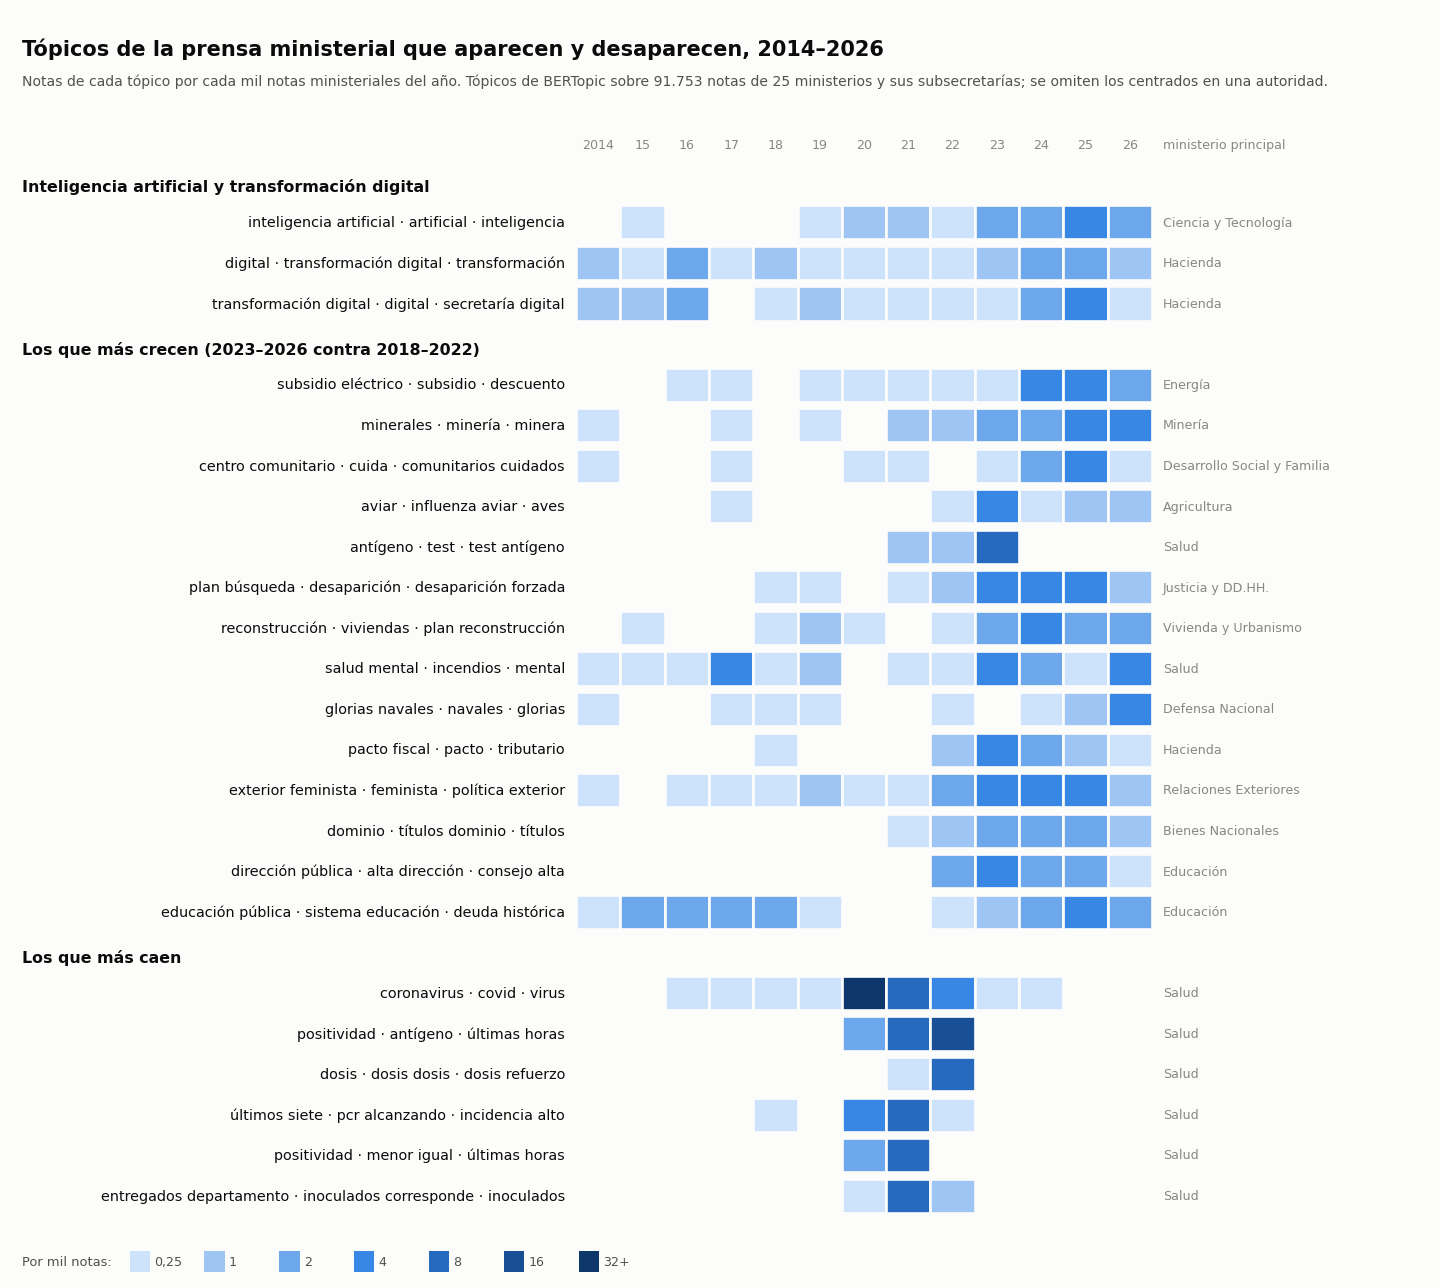 Tópicos de la prensa ministerial que aparecen y desaparecen, 2014–2026
Notas de cada tópico por cada mil notas ministeriales del año. Tópicos de BERTopic sobre 91.753 notas de 25 ministerios y sus subsecretarías; se omiten los centrados en una autoridad.
2014 15 16 17 18 19 20 21 22 23 24 25 26 ministerio principal
Inteligencia artificial y transformación digital
inteligencia artificial · artificial · inteligencia Ciencia y Tecnología
digital · transformación digital · transformación Hacienda
transformación digital · digital · secretaría digital Hacienda
Los que más crecen (2023–2026 contra 2018–2022)
subsidio eléctrico · subsidio · descuento Energía
minerales · minería · minera Minería
centro comunitario · cuida · comunitarios cuidados Desarrollo Social y Familia
aviar · influenza aviar · aves Agricultura
antígeno · test · test antígeno Salud
plan búsqueda · desaparición · desaparición forzada Justicia y DD.HH.
reconstrucción · viviendas · plan reconstrucción Vivienda y Urbanismo
salud mental · incendios · mental Salud
glorias navales · navales · glorias Defensa Nacional
pacto fiscal · pacto · tributario Hacienda
exterior feminista · feminista · política exterior Relaciones Exteriores
dominio · títulos dominio · títulos Bienes Nacionales
dirección pública · alta dirección · consejo alta Educación
educación pública · sistema educación · deuda histórica Educación
Los que más caen
coronavirus · covid · virus Salud
positividad · antígeno · últimas horas Salud
dosis · dosis dosis · dosis refuerzo Salud
últimos siete · pcr alcanzando · incidencia alto Salud
positividad · menor igual · últimas horas Salud
entregados departamento · inoculados corresponde · inoculados Salud
Por mil notas: 0,25 1 2 4 8 16 32+